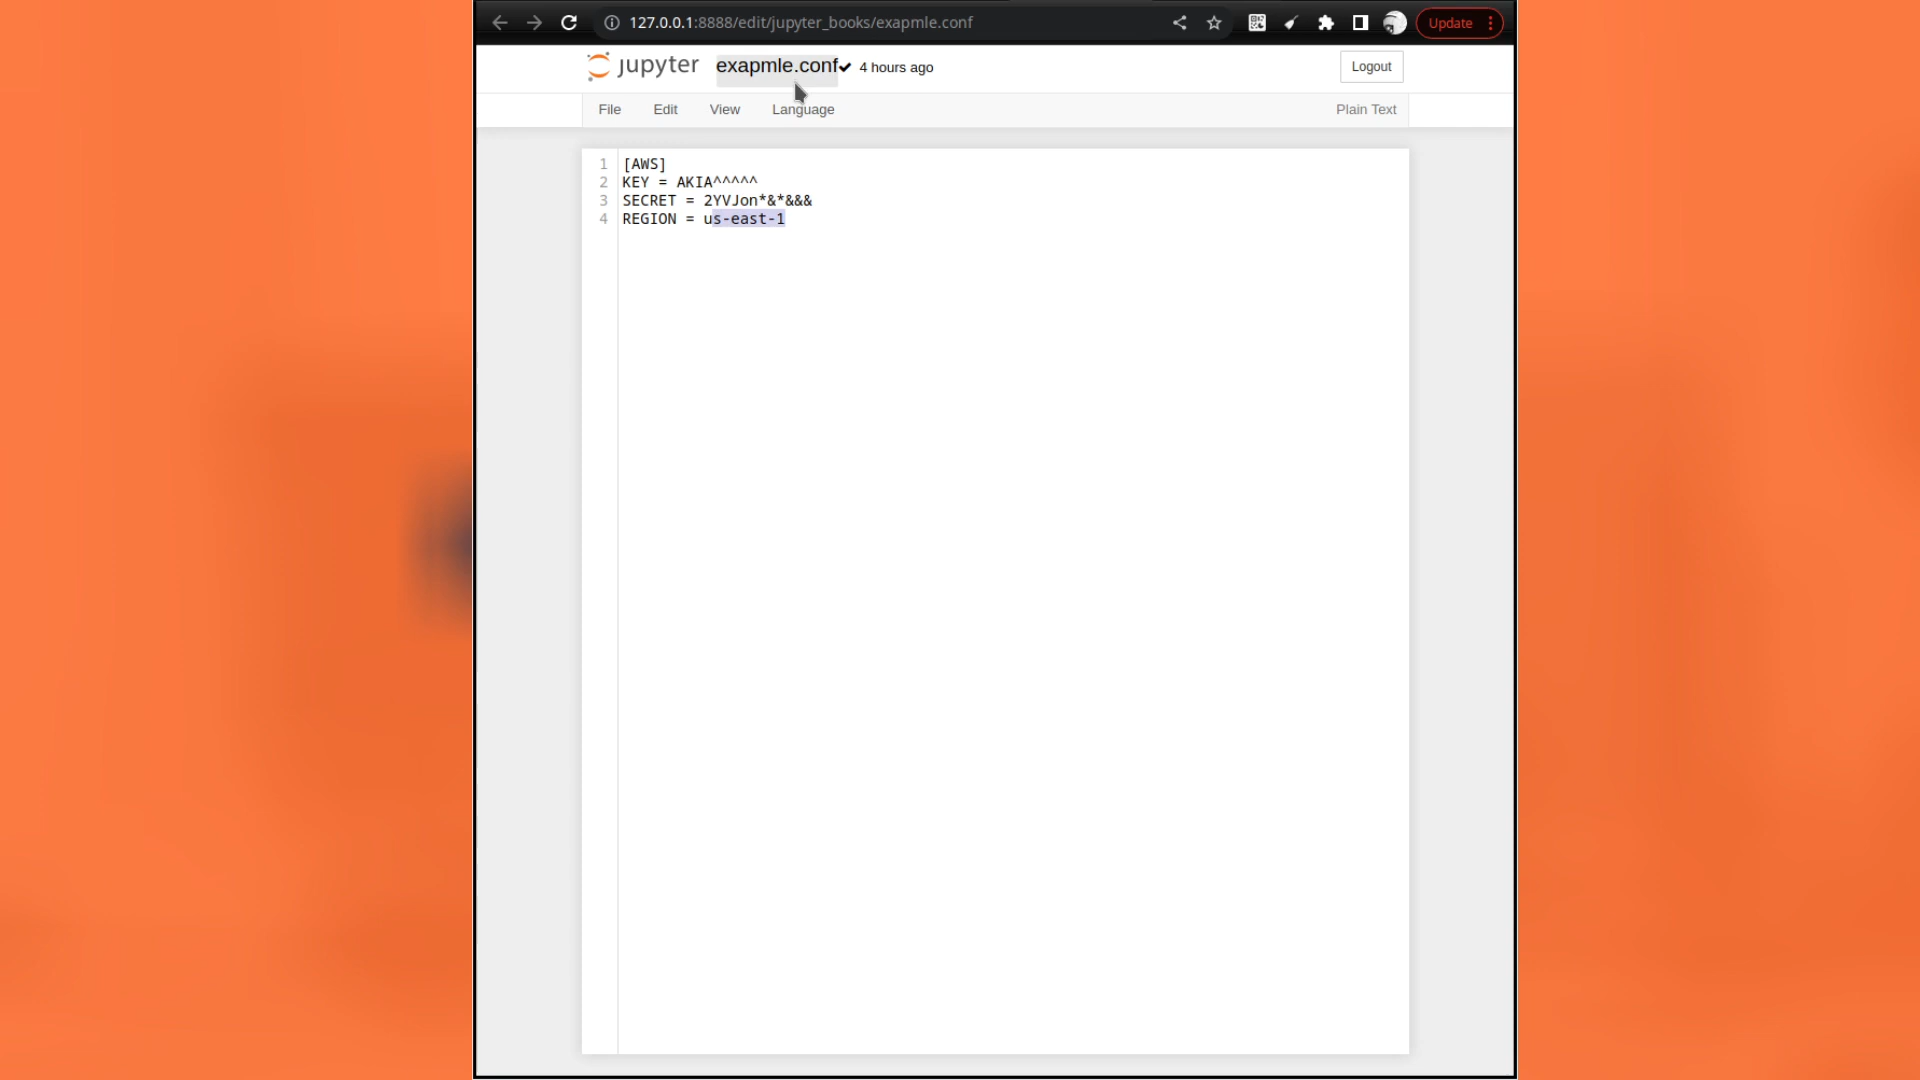 127.0.0.1:8888/edit/jupyter_books/exapmle.conf
Update
jupyter exapmle.conf 4 hours ago
Logout
File Edit View Language Plain Text
1 [AWS]
2 KEY = AKIA^^^^^
3 SECRET = 2YVJon*&*&&&
4 REGION = us-east-1